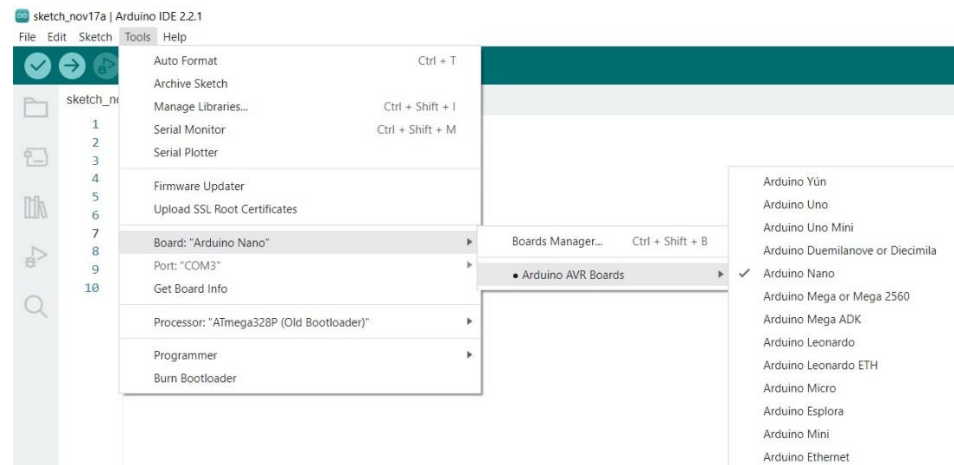 sketch_nov17a | Arduino IDE 2.2.1
File Edit Sketch Tools Help
Auto Format Ctrl + T
Archive Sketch
Manage Libraries... Ctrl + Shift + I
Serial Monitor Ctrl + Shift + M
Serial Plotter
Firmware Updater
Upload SSL Root Certificates
Board: "Arduino Nano"
Port: "COM3"
Get Board Info
Processor: "ATmega328P (Old Bootloader)"
Programmer
Burn Bootloader
sketch_n
1
2
3
4
5
6
7
8
9
10
Boards Manager... Ctrl + Shift + B
● Arduino AVR Boards
Arduino Yún
Arduino Uno
Arduino Uno Mini
Arduino Duemilanove or Diecimila
✓ Arduino Nano
Arduino Mega or Mega 2560
Arduino Mega ADK
Arduino Leonardo
Arduino Leonardo ETH
Arduino Micro
Arduino Esplora
Arduino Mini
Arduino Ethernet